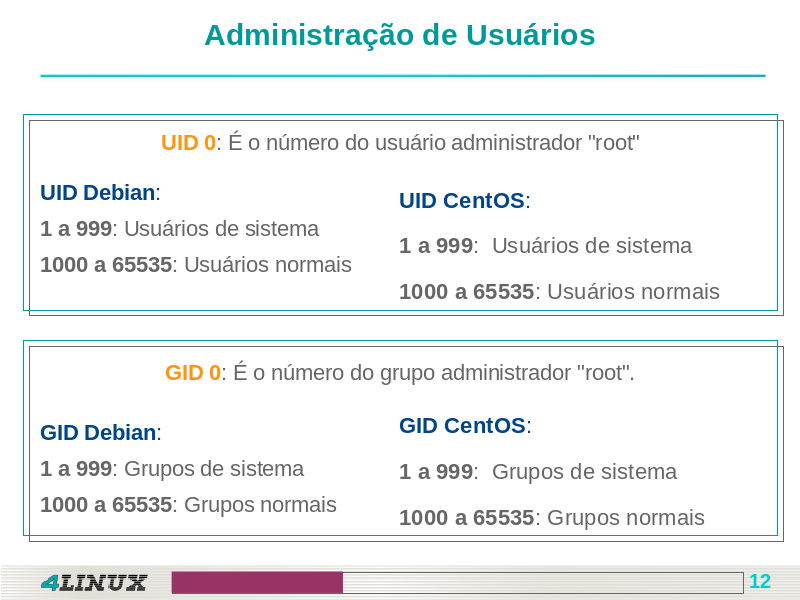 Administração de Usuários
UID 0: É o número do usuário administrador "root"
UID Debian:
1 a 999: Usuários de sistema
1000 a 65535: Usuários normais
UID CentOS:
1 a 999:  Usuários de sistema
1000 a 65535: Usuários normais
GID 0: É o número do grupo administrador "root".
GID Debian:
1 a 999: Grupos de sistema
1000 a 65535: Grupos normais
GID CentOS:
1 a 999:  Grupos de sistema
1000 a 65535: Grupos normais
4LINUX
12